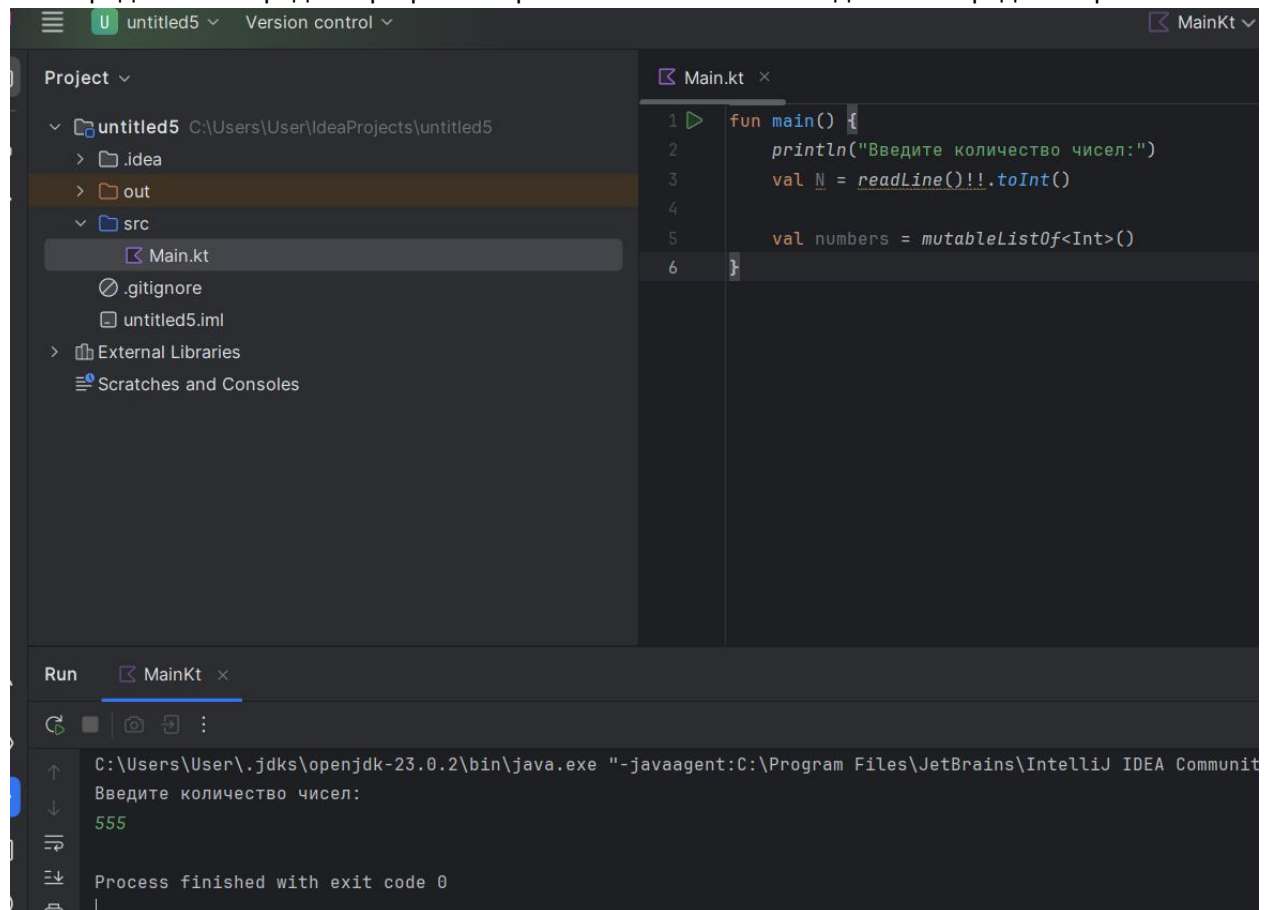 U untitled5 Version control MainKt
Project
Main.kt
untitled5 C:\Users\User\IdeaProjects\untitled5
.idea
out
src
Main.kt
.gitignore
untitled5.iml
External Libraries
Scratches and Consoles
1 fun main() {
2 println("Введите количество чисел:")
3 val N = readLine()!!.toInt()
4
5 val numbers = mutableListOf<Int>()
6 }
Run MainKt
C:\Users\User\.jdks\openjdk-23.0.2\bin\java.exe "-javaagent:C:\Program Files\JetBrains\IntelliJ IDEA Communit
Введите количество чисел:
555
Process finished with exit code 0